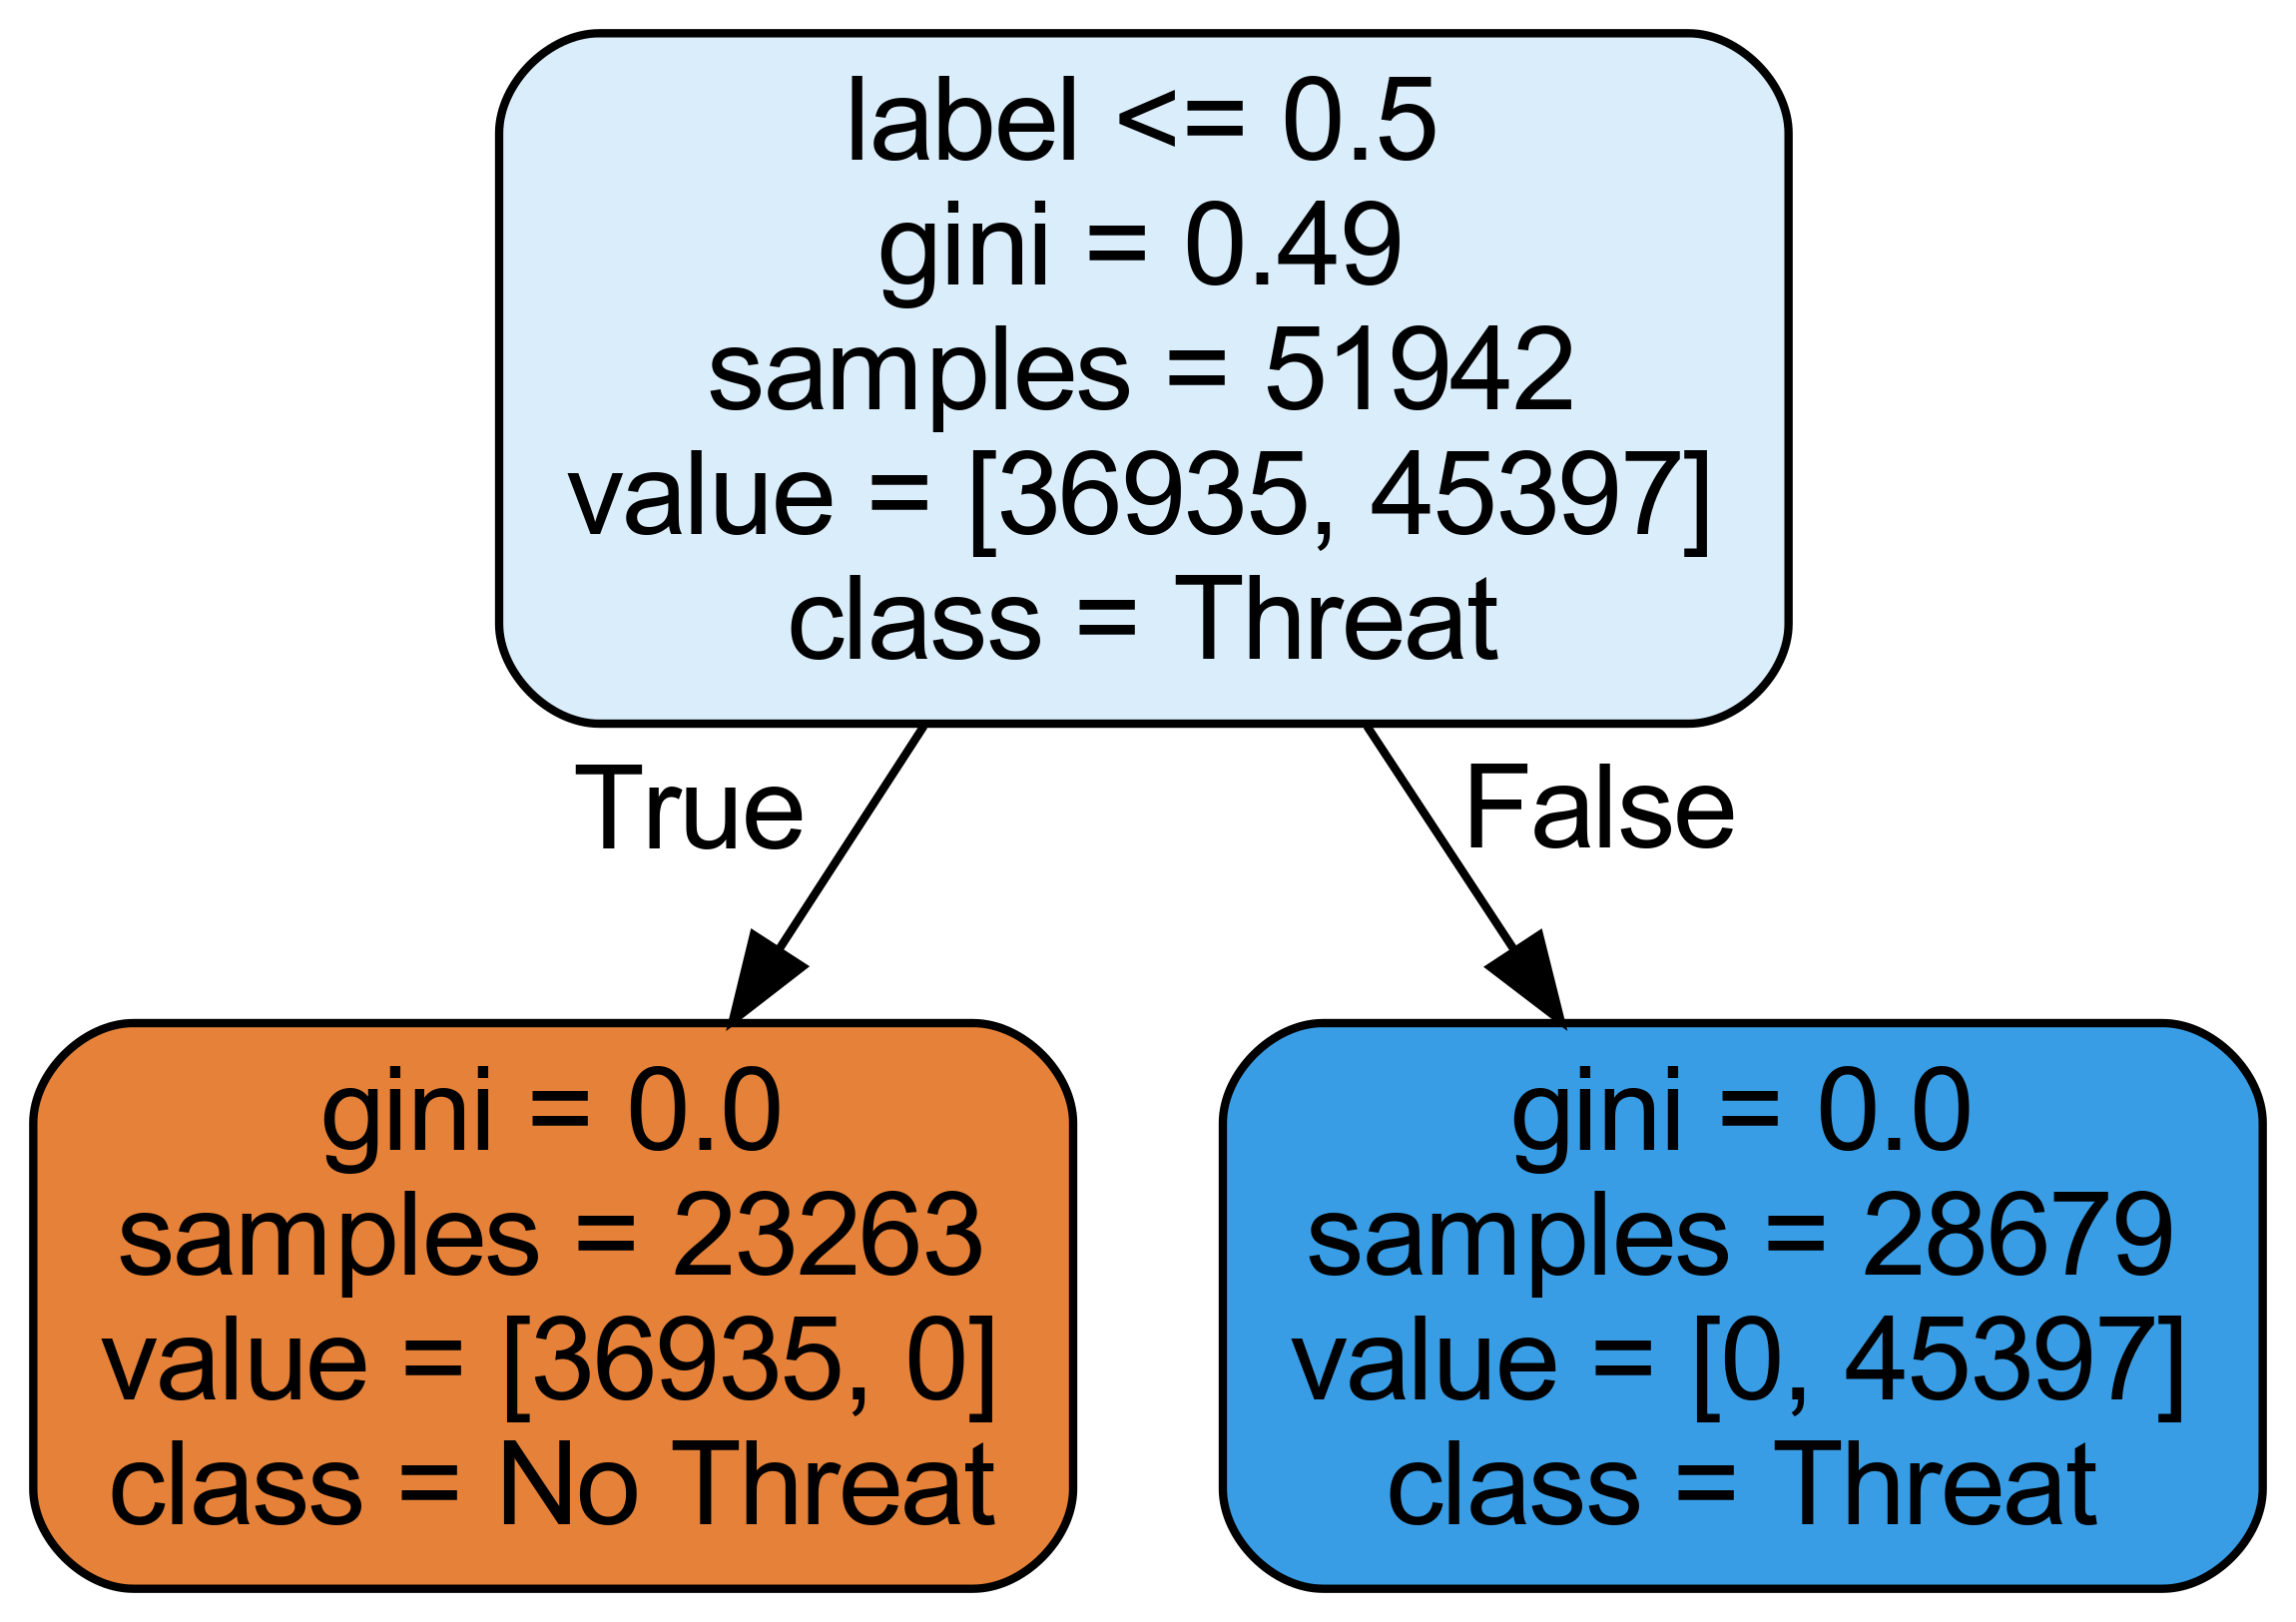 label <= 0.5
gini = 0.49
samples = 51942
value = [36935, 45397]
class = Threat
True
False
gini = 0.0
samples = 23263
value = [36935, 0]
class = No Threat
gini = 0.0
samples = 28679
value = [0, 45397]
class = Threat